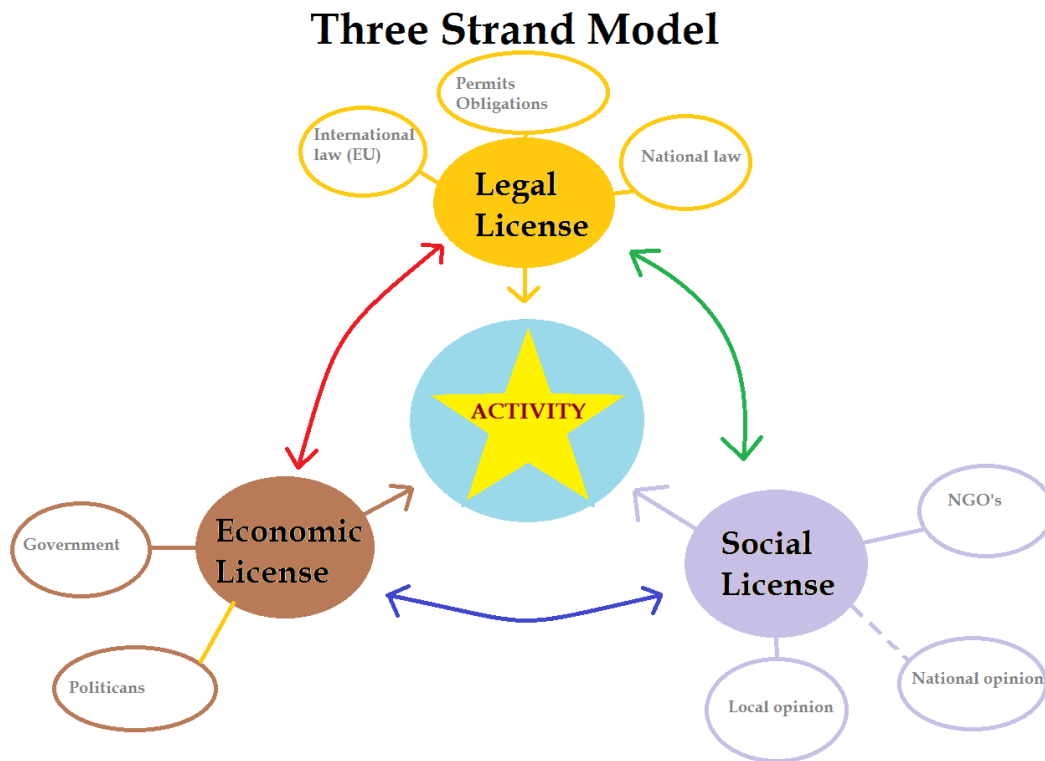 Three Strand Model
Permits
Obligations
International
law (EU)
National law
Legal
License
ACTIVITY
Government
Economic
License
Politicans
Social
License
NGO's
National opinion
Local opinion